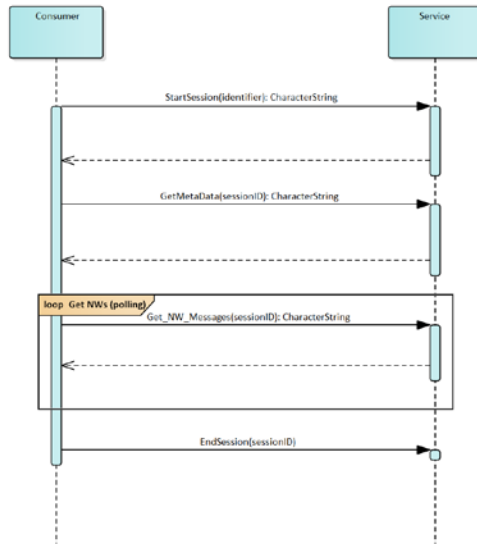 Consumer
Service
StartSession(identifier): CharacterString
GetMetaData(sessionID): CharacterString
loop Get NWs (polling)
Get_NW_Messages(sessionID): CharacterString
EndSession(sessionID)